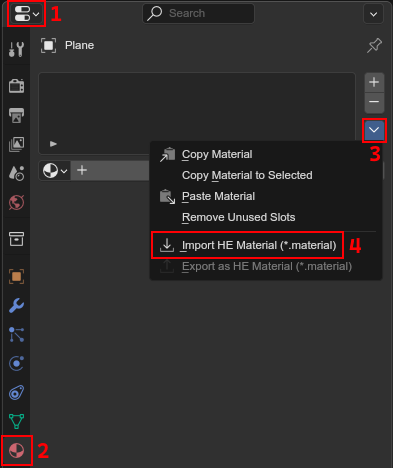 1
Search
Plane
3
Copy Material
Copy Material to Selected
Paste Material
Remove Unused Slots
Import HE Material (*.material)
4
Export as HE Material (*.material)
2